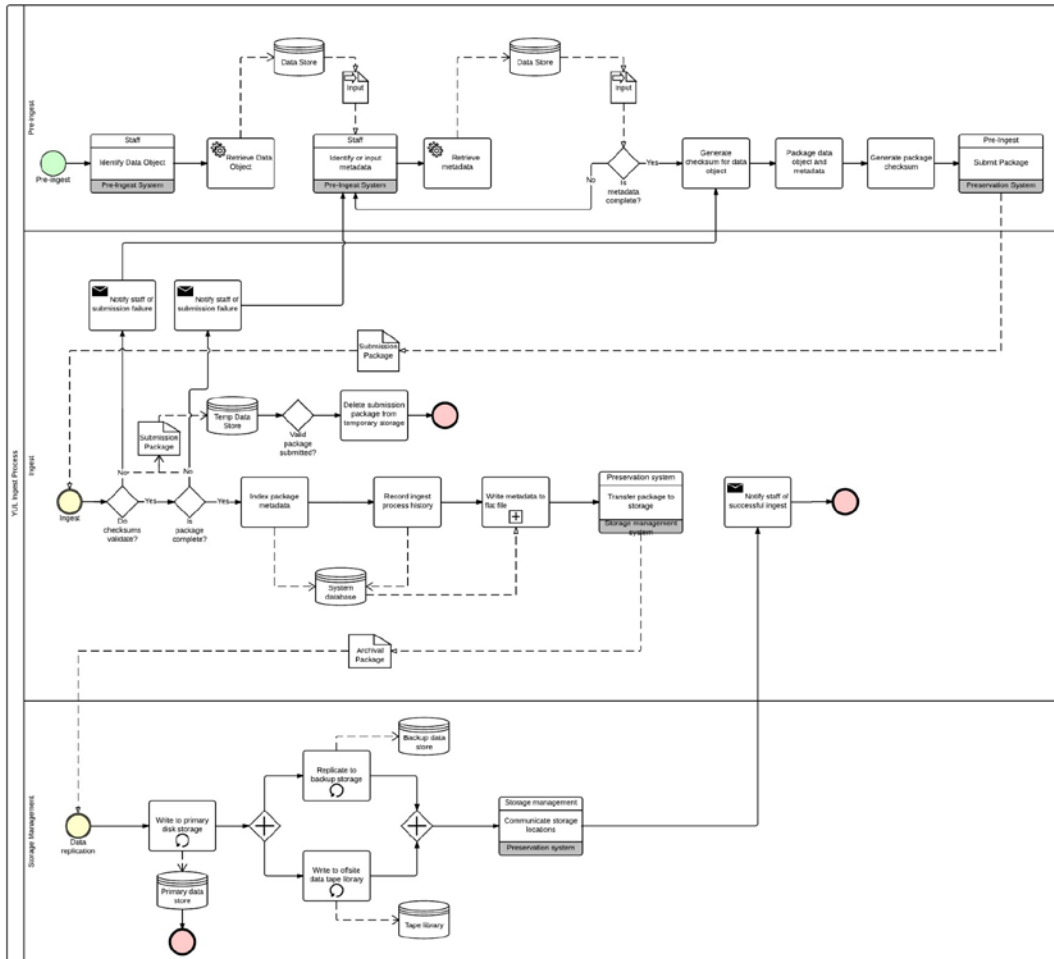 YUL Ingest Process
Pre-Ingest
Data Store
Input
Data Store
Input
Pre-ingest
Staff
Identify Data Object
Pre-Ingest System
Retrieve Data
Object
Staff
Identify or input
metadata
Pre-Ingest System
Retrieve
metadata
No
Is
metadata
complete?
Yes
Generate
checksum for data
object
Package data
object and
metadata
Generate package
checksum
Pre-Ingest
Submit Package
Preservation System
Ingest
Notify staff of
submission failure
Notify staff of
submission failure
Submission
Package
Submission
Package
Temp Data
Store
Valid
package
submitted?
Delete submission
package from
temporary storage
Ingest
No
Do
checksums
validate?
Yes
No
Is
package
complete?
Yes
Index package
metadata
Record ingest
process history
Write metadata to
flat file
Preservation system
Transfer package to
storage
Storage management
system
Notify staff of
successful ingest
System
database
Archival
Package
Storage Management
Data
replication
Write to primary
disk storage
Primary data
store
Replicate to
backup storage
Backup data
store
Write to offsite
data tape library
Tape library
Storage management
Communicate storage
locations
Preservation system